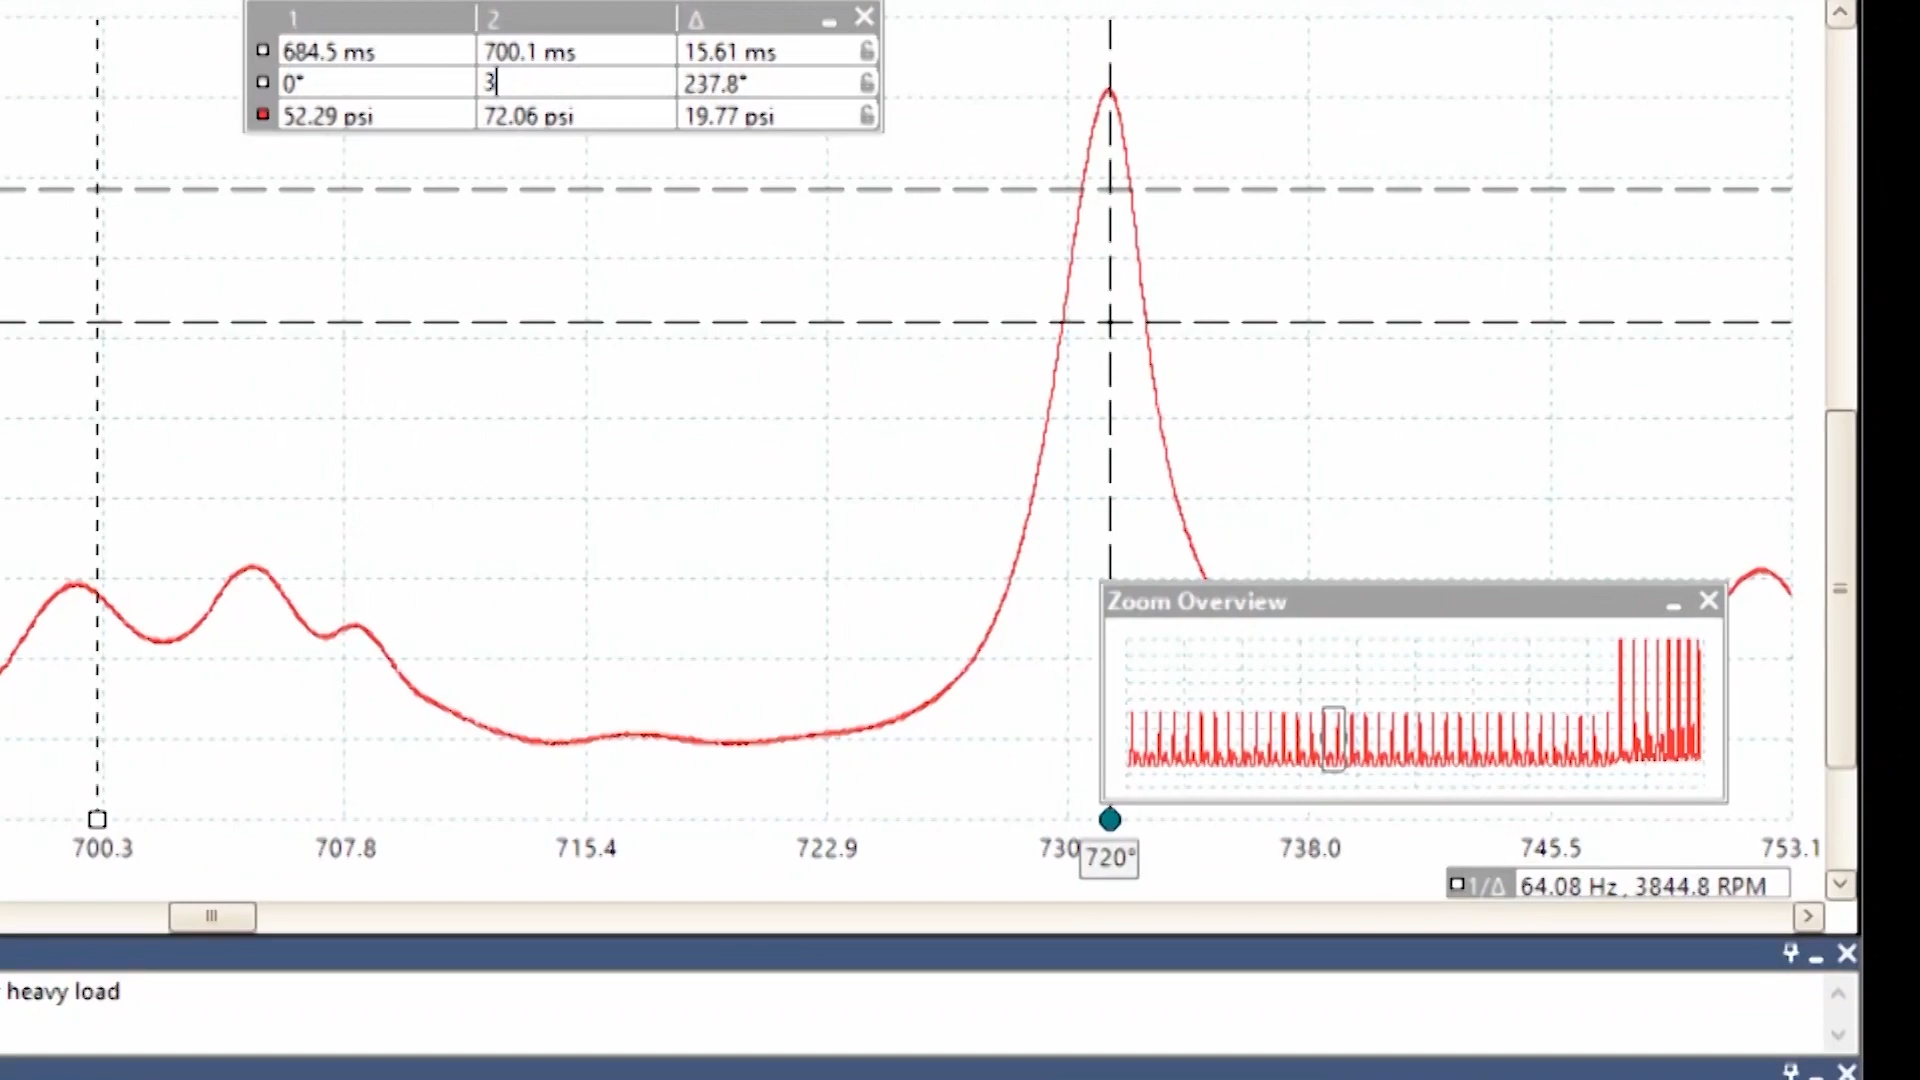 1 2 Δ
684.5 ms 700.1 ms 15.61 ms
0° 3 237.8°
52.29 psi 72.06 psi 19.77 psi
Zoom Overview
700.3 707.8 715.4 722.9 730 738.0 745.5 753.1
720°
1/Δ 64.08 Hz, 3844.8 RPM
heavy load